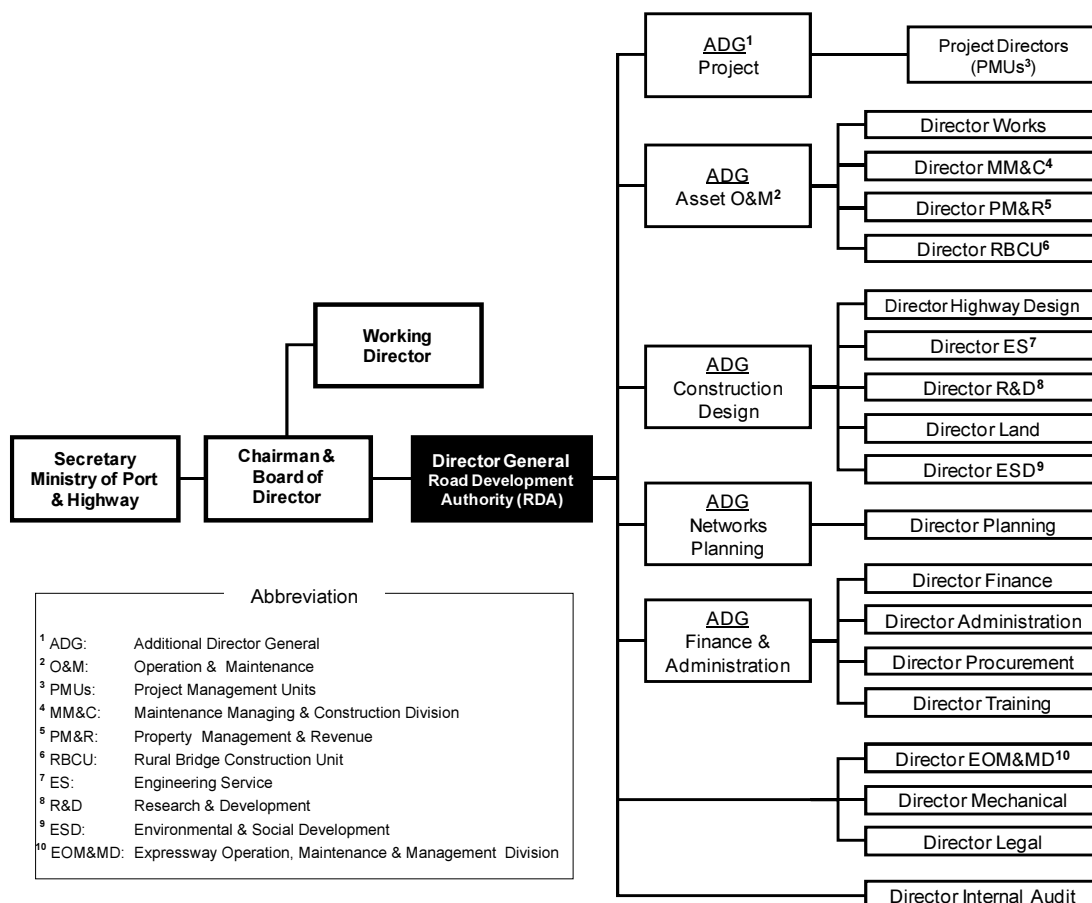 ADG¹
Project
Project Directors
(PMUs³)
ADG
Asset O&M²
Director Works
Director MM&C⁴
Director PM&R⁵
Director RBCU⁶
Working
Director
ADG
Construction
Design
Director Highway Design
Director ES⁷
Director R&D⁸
Director Land
Director ESD⁹
Secretary
Ministry of Port
& Highway
Chairman &
Board of
Director
Director General
Road Development
Authority (RDA)
ADG
Networks
Planning
Director Planning
ADG
Finance &
Administration
Director Finance
Director Administration
Director Procurement
Director Training
Director EOM&MD¹⁰
Director Mechanical
Director Legal
Director Internal Audit
Abbreviation
¹ ADG: Additional Director General
² O&M: Operation & Maintenance
³ PMUs: Project Management Units
⁴ MM&C: Maintenance Managing & Construction Division
⁵ PM&R: Property Management & Revenue
⁶ RBCU: Rural Bridge Construction Unit
⁷ ES: Engineering Service
⁸ R&D Research & Development
⁹ ESD: Environmental & Social Development
¹⁰ EOM&MD: Expressway Operation, Maintenance & Management Division